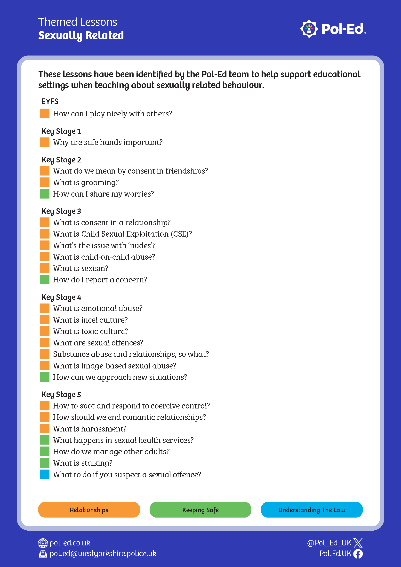 Themed Lessons
Sexually Related
Pol-Ed.
These lessons have been identified by the Pol-Ed team to help support educational
settings when teaching about sexually related behaviour.
EYFS
How can I play nicely with others?
Key Stage 1
Why are safe hands important?
Key Stage 2
What do we mean by consent in friendships?
What is grooming?
How can I share my worries?
Key Stage 3
What is consent in a relationship?
What is Child Sexual Exploitation (CSE)?
What's the issue with 'nudes'?
What is child-on-child abuse?
What is sexism?
How do I report a concern?
Key Stage 4
What is emotional abuse?
What is incel culture?
What is toxic culture?
What are sexual offences?
Substance abuse and relationships, so what?
What is image based sexual abuse?
How can we approach new situations?
Key Stage 5
How to spot and respond to coercive control?
How should we end romantic relationships?
What is harassment?
What happens in sexual health services?
How do we manage other adults?
What is stalking?
What to do if you suspect a sexual offence?
Relationships
Keeping Safe
Understanding The Law
pol-ed.co.uk
@Pol_Ed_UK
pol.ed@westyorkshire.police.uk
Pol.Ed.UK